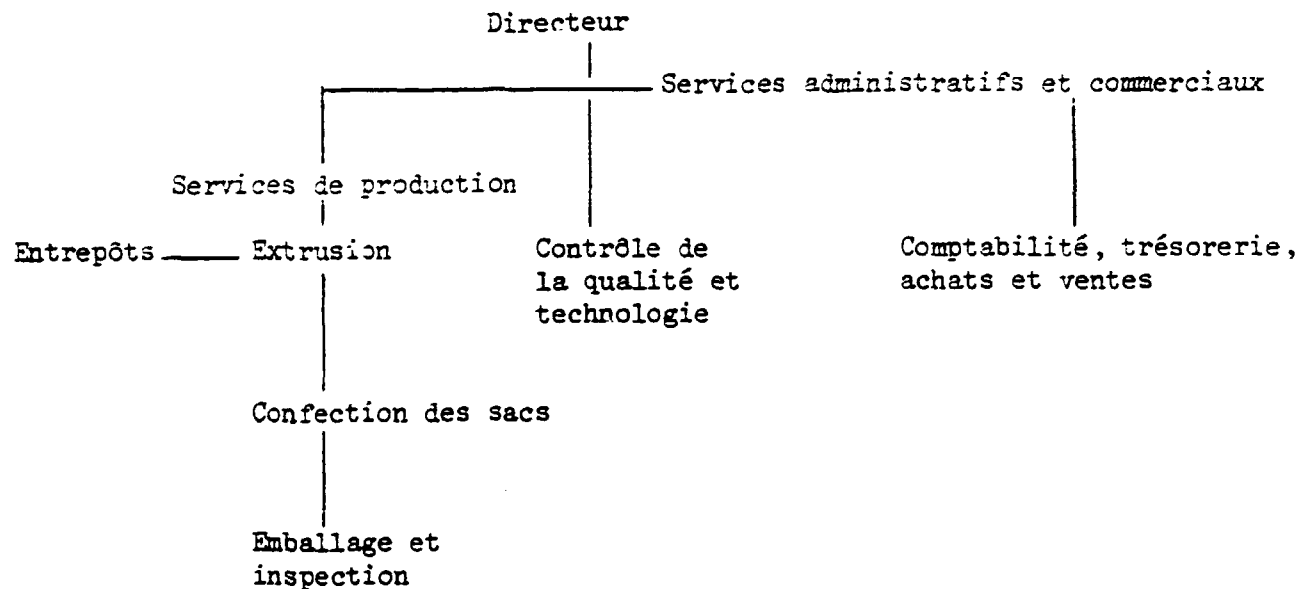 Directeur
Services administratifs et commerciaux
Services de production
Entrepôts
Extrusion
Contrôle de
la qualité et
technologie
Comptabilité, trésorerie,
achats et ventes
Confection des sacs
Emballage et
inspection